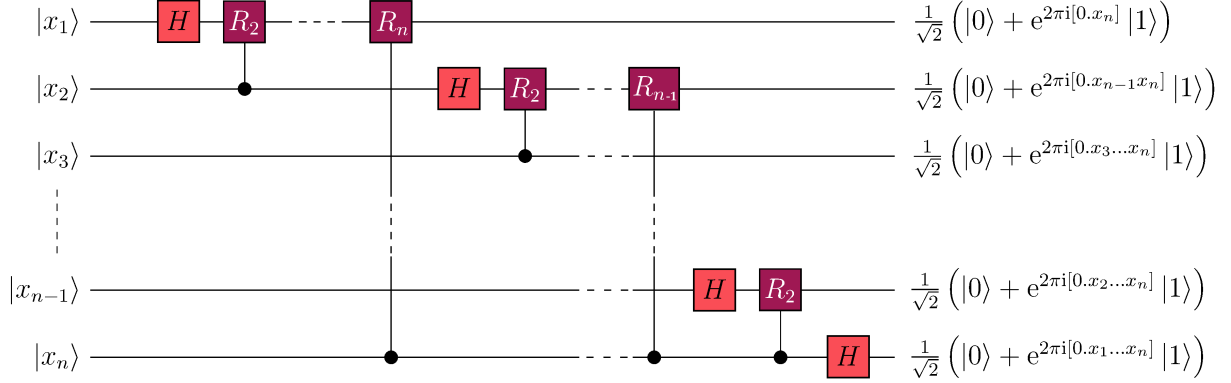 |x₁⟩ H R₂ Rₙ 1/√2 (|0⟩ + e^{2πi[0.xₙ]} |1⟩)
|x₂⟩ H R₂ Rₙ₋₁ 1/√2 (|0⟩ + e^{2πi[0.xₙ₋₁xₙ]} |1⟩)
|x₃⟩ 1/√2 (|0⟩ + e^{2πi[0.x₃...xₙ]} |1⟩)
|xₙ₋₁⟩ H R₂ 1/√2 (|0⟩ + e^{2πi[0.x₂...xₙ]} |1⟩)
|xₙ⟩ H 1/√2 (|0⟩ + e^{2πi[0.x₁...xₙ]} |1⟩)